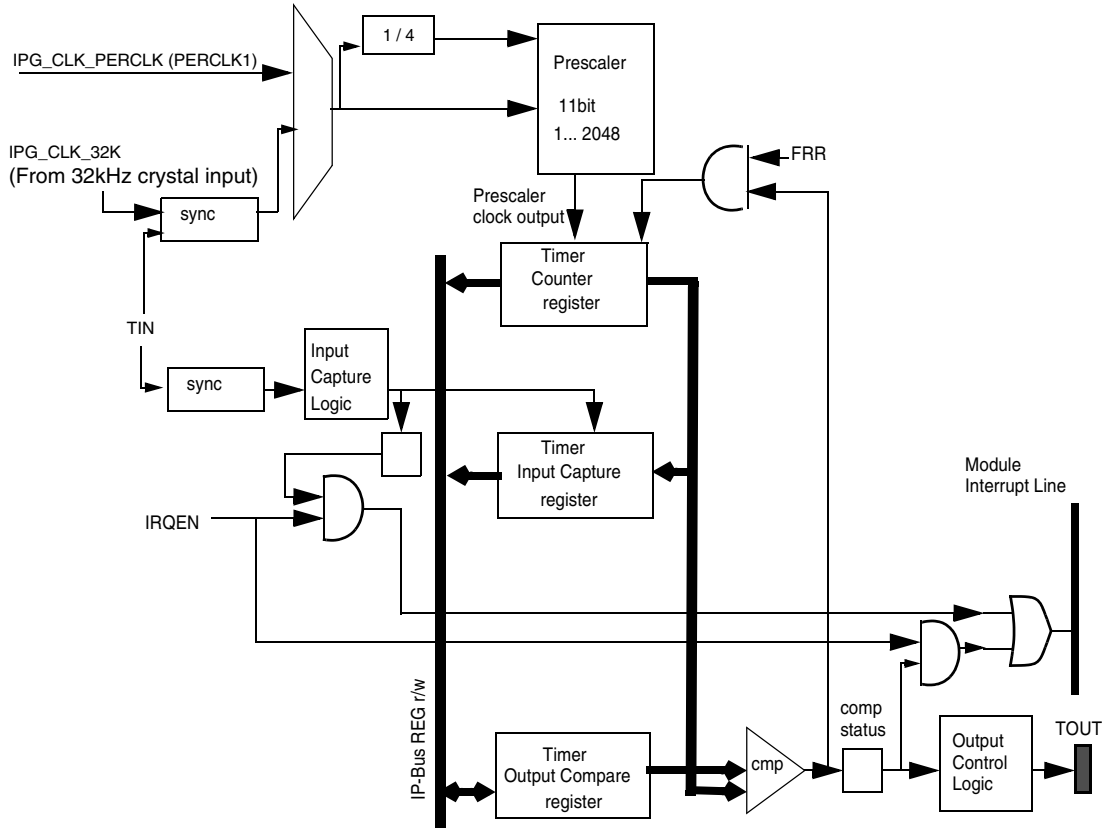 1 / 4
IPG_CLK_PERCLK (PERCLK1)
Prescaler
11bit
1... 2048
IPG_CLK_32K
(From 32kHz crystal input)
sync
FRR
Prescaler
clock output
Timer
Counter
register
TIN
sync
Input
Capture
Logic
Timer
Input Capture
register
IRQEN
Module
Interrupt Line
IP-Bus REG r/w
Timer
Output Compare
register
cmp
comp
status
Output
Control
Logic
TOUT